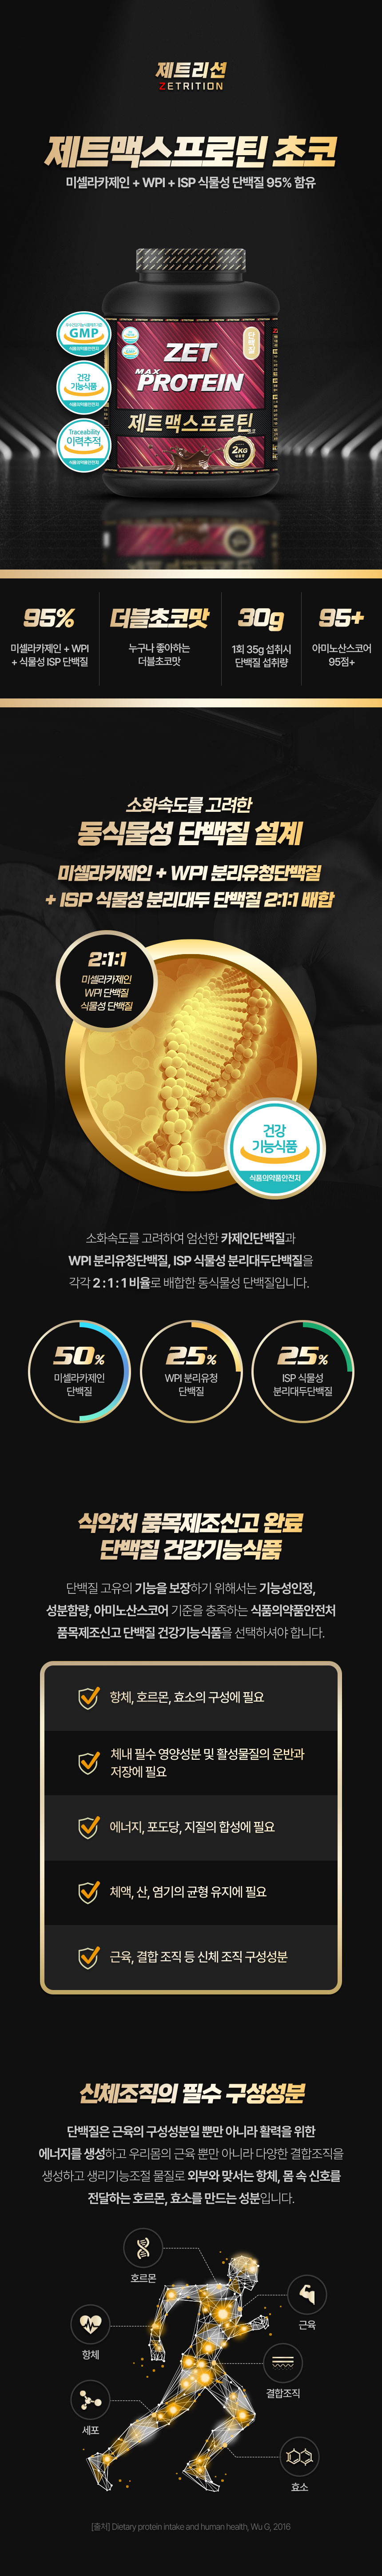 제트리션
ZETRITION
제트맥스프로틴 초코
미셀라카제인 + WPI + ISP 식물성 단백질 95% 함유
GMP
식품의약품안전처
건강
기능식품
식품의약품안전처
Traceability
이력추적
식품의약품안전처
ZET
MAX
PROTEIN
제트맥스프로틴
초코
2KG
95%
미셀라카제인 + WPI
+ 식물성 ISP 단백질
더블초코맛
누구나 좋아하는
더블초코맛
30g
1회 35g 섭취시
단백질 섭취량
95+
아미노산스코어
95점+
소화속도를 고려한
동식물성 단백질 설계
미셀라카제인 + WPI 분리유청단백질
+ ISP 식물성 분리대두 단백질 2:1:1 배합
2:1:1
미셀라카제인
WPI 단백질
식물성 단백질
건강
기능식품
식품의약품안전처
소화속도를 고려하여 엄선한 카제인단백질과
WPI 분리유청단백질, ISP 식물성 분리대두단백질을
각각 2 : 1 : 1 비율로 배합한 동식물성 단백질입니다.
50%
미셀라카제인
단백질
25%
WPI 분리유청
단백질
25%
ISP 식물성
분리대두단백질
식약처 품목제조신고 완료
단백질 건강기능식품
단백질 고유의 기능을 보장하기 위해서는 기능성인정,
성분함량, 아미노산스코어 기준을 충족하는 식품의약품안전처
품목제조신고 단백질 건강기능식품을 선택하셔야 합니다.
항체, 호르몬, 효소의 구성에 필요
체내 필수 영양성분 및 활성물질의 운반과
저장에 필요
에너지, 포도당, 지질의 합성에 필요
체액, 산, 염기의 균형 유지에 필요
근육, 결합 조직 등 신체 조직 구성성분
신체조직의 필수 구성성분
단백질은 근육의 구성성분일 뿐만 아니라 활력을 위한
에너지를 생성하고 우리몸의 근육 뿐만 아니라 다양한 결합조직을
생성하고 생리기능조절 물질로 외부와 맞서는 항체, 몸 속 신호를
전달하는 호르몬, 효소를 만드는 성분입니다.
호르몬
근육
항체
결합조직
세포
효소
[출처] Dietary protein intake and human health, Wu G, 2016